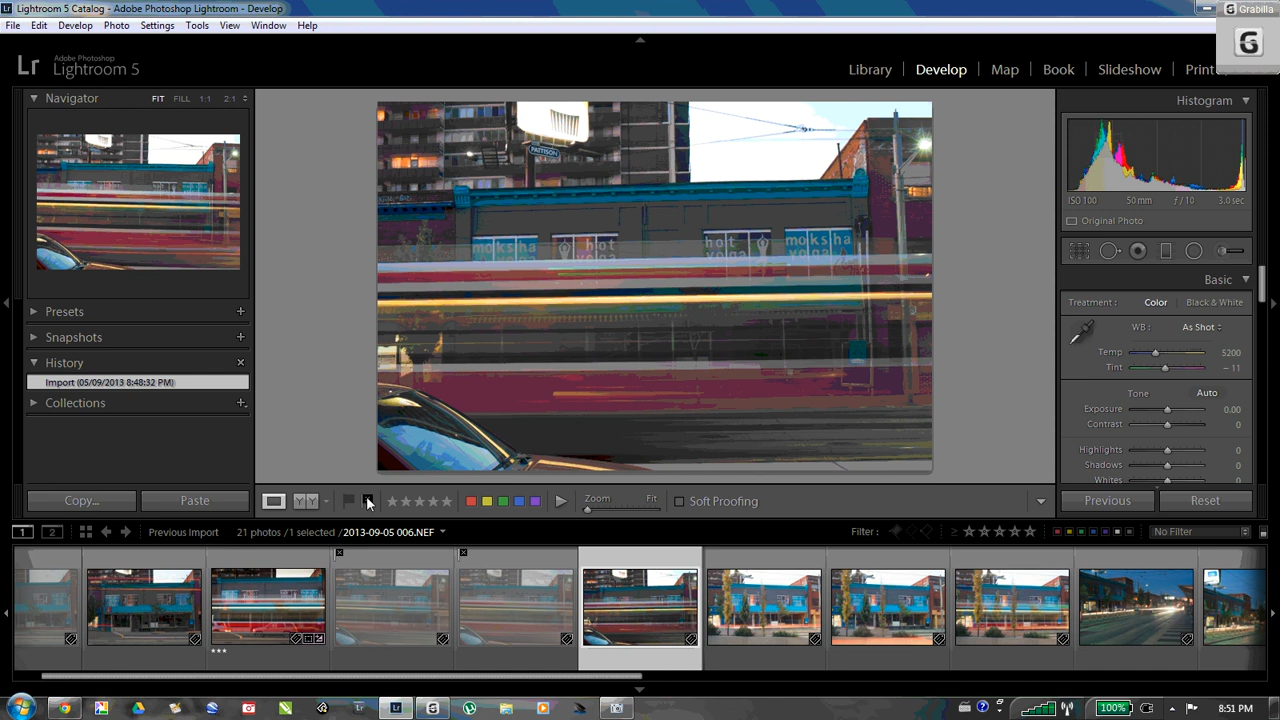 Lightroom 5 Catalog - Adobe Photoshop Lightroom - Develop
Grabilla
File Edit Develop Photo Settings Tools View Window Help
Lr Adobe Photoshop Lightroom 5
Library Develop Map Book Slideshow Print
Navigator FIT FILL 1:1 2:1
Histogram
PATTISON
ISO 100 50 mm f / 10 3.0 sec
Original Photo
moksha hot yoga hot yoga moksha
Presets
Snapshots
History
Import (05/09/2013 8:48:32 PM)
Collections
Basic
Treatment : Color Black & White
WB : As Shot
Temp 5200
Tint - 11
Tone Auto
Exposure 0.00
Contrast 0
Highlights 0
Shadows 0
Whites
Copy... Paste
Zoom Fit Soft Proofing
Previous Reset
1 2 Previous Import 21 photos / 1 selected / 2013-09-05 006.NEF Filter : No Filter
100% 8:51 PM